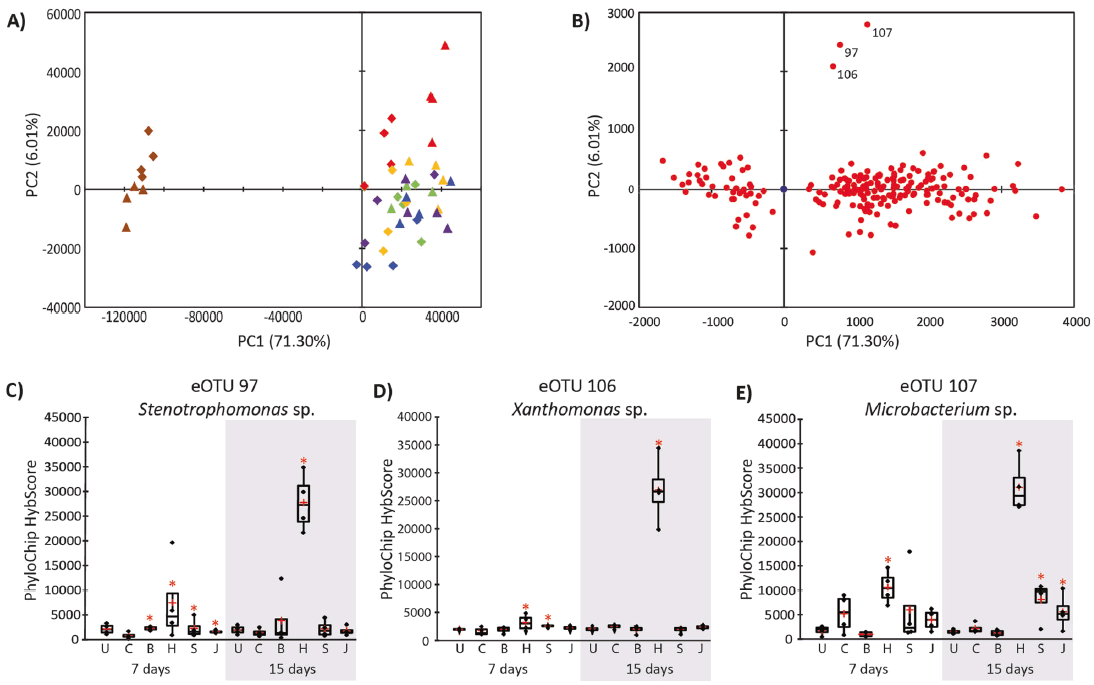 A)
60000
40000
20000
0
-20000
-40000
PC2 (6.01%)
-120000 -80000 -40000 0 40000
PC1 (71.30%)
B)
3000
2000
1000
0
-1000
-2000
PC2 (6.01%)
107
97
106
-2000 -1000 0 1000 2000 3000 4000
PC1 (71.30%)
C)
eOTU 97
Stenotrophomonas sp.
PhyloChip HybScore
45000
40000
35000
30000
25000
20000
15000
10000
5000
0
* * * * *
U C B H S J U C B H S J
7 days 15 days
D)
eOTU 106
Xanthomonas sp.
PhyloChip HybScore
40000
35000
30000
25000
20000
15000
10000
5000
0
* * *
U C B H S J U C B H S J
7 days 15 days
E)
eOTU 107
Microbacterium sp.
PhyloChip HybScore
45000
40000
35000
30000
25000
20000
15000
10000
5000
0
* * * *
U C B H S J U C B H S J
7 days 15 days